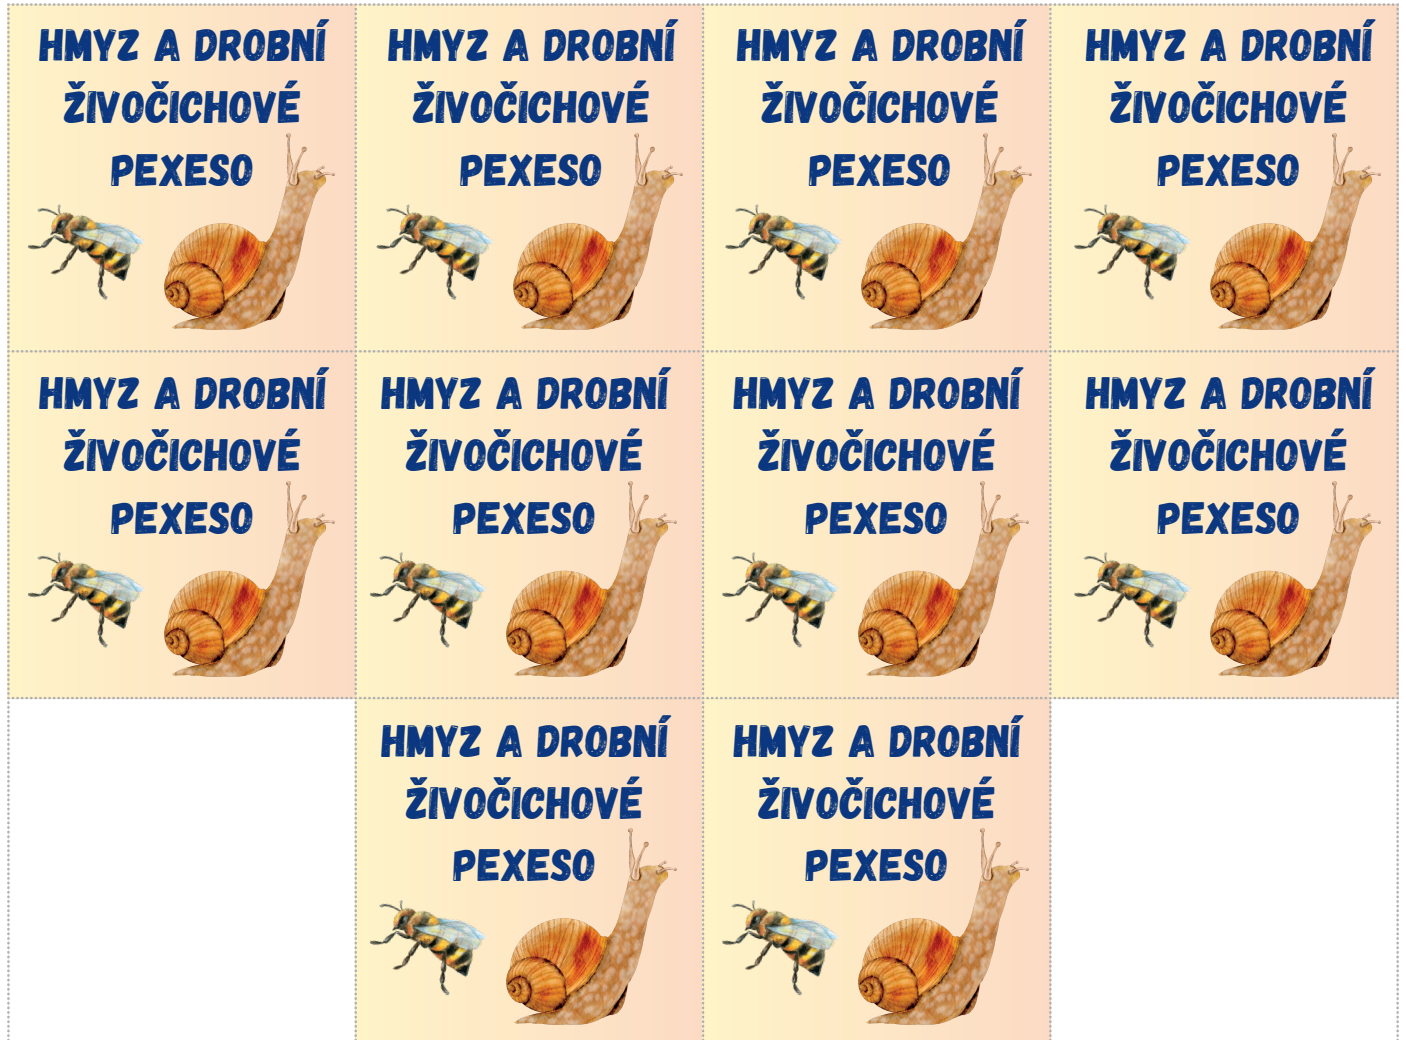 HMYZ A DROBNÍ
ŽIVOČICHOVÉ
PEXESO
HMYZ A DROBNÍ
ŽIVOČICHOVÉ
PEXESO
HMYZ A DROBNÍ
ŽIVOČICHOVÉ
PEXESO
HMYZ A DROBNÍ
ŽIVOČICHOVÉ
PEXESO
HMYZ A DROBNÍ
ŽIVOČICHOVÉ
PEXESO
HMYZ A DROBNÍ
ŽIVOČICHOVÉ
PEXESO
HMYZ A DROBNÍ
ŽIVOČICHOVÉ
PEXESO
HMYZ A DROBNÍ
ŽIVOČICHOVÉ
PEXESO
HMYZ A DROBNÍ
ŽIVOČICHOVÉ
PEXESO
HMYZ A DROBNÍ
ŽIVOČICHOVÉ
PEXESO